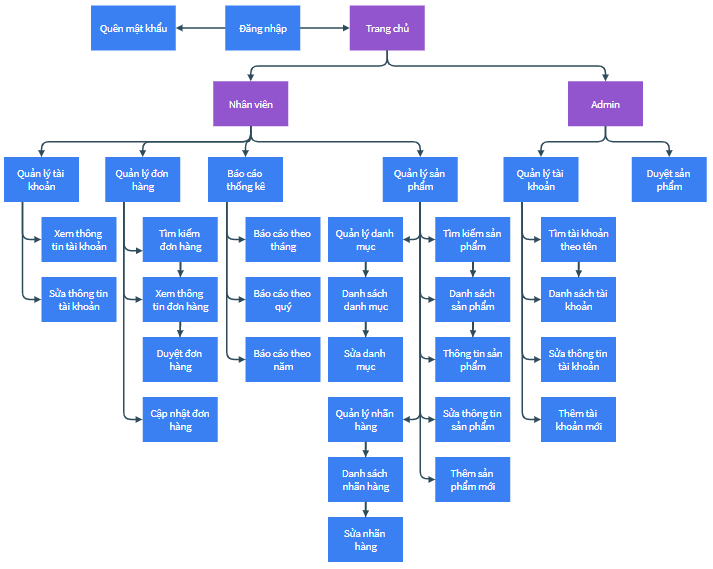 Quên mật khẩu
Đăng nhập
Trang chủ
Nhân viên
Admin
Quản lý tài
khoản
Quản lý đơn
hàng
Báo cáo
thống kê
Quản lý sản
phẩm
Quản lý tài
khoản
Duyệt sản
phẩm
Xem thông
tin tài khoản
Tìm kiếm
đơn hàng
Báo cáo theo
tháng
Quản lý danh
mục
Tìm kiếm sản
phẩm
Tìm tài khoản
theo tên
Sửa thông tin
tài khoản
Xem thông
tin đơn hàng
Báo cáo theo
quý
Danh sách
danh mục
Danh sách
sản phẩm
Danh sách tài
khoản
Duyệt đơn
hàng
Báo cáo theo
năm
Sửa danh
mục
Thông tin sản
phẩm
Sửa thông tin
tài khoản
Cập nhật đơn
hàng
Quản lý nhãn
hàng
Sửa thông tin
sản phẩm
Thêm tài
khoản mới
Danh sách
nhãn hàng
Thêm sản
phẩm mới
Sửa nhãn
hàng